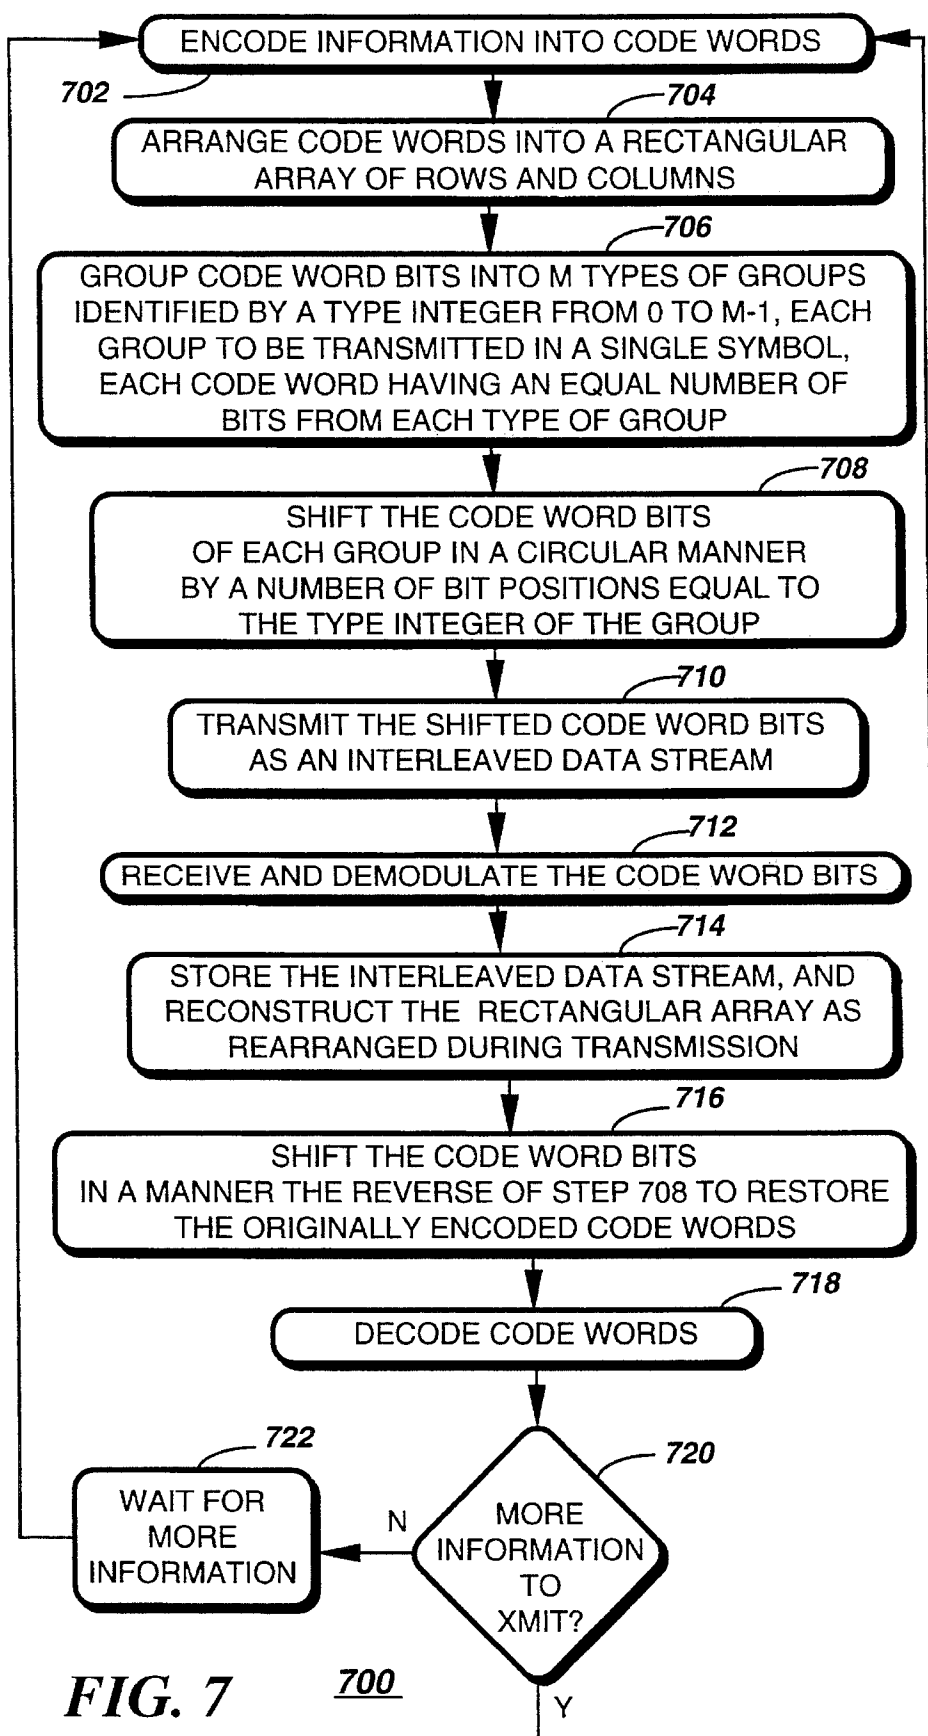 ENCODE INFORMATION INTO CODE WORDS
702
704
ARRANGE CODE WORDS INTO A RECTANGULAR
ARRAY OF ROWS AND COLUMNS
706
GROUP CODE WORD BITS INTO M TYPES OF GROUPS
IDENTIFIED BY A TYPE INTEGER FROM 0 TO M-1, EACH
GROUP TO BE TRANSMITTED IN A SINGLE SYMBOL,
EACH CODE WORD HAVING AN EQUAL NUMBER OF
BITS FROM EACH TYPE OF GROUP
708
SHIFT THE CODE WORD BITS
OF EACH GROUP IN A CIRCULAR MANNER
BY A NUMBER OF BIT POSITIONS EQUAL TO
THE TYPE INTEGER OF THE GROUP
710
TRANSMIT THE SHIFTED CODE WORD BITS
AS AN INTERLEAVED DATA STREAM
712
RECEIVE AND DEMODULATE THE CODE WORD BITS
714
STORE THE INTERLEAVED DATA STREAM, AND
RECONSTRUCT THE RECTANGULAR ARRAY AS
REARRANGED DURING TRANSMISSION
716
SHIFT THE CODE WORD BITS
IN A MANNER THE REVERSE OF STEP 708 TO RESTORE
THE ORIGINALLY ENCODED CODE WORDS
718
DECODE CODE WORDS
720
MORE
INFORMATION
TO
XMIT?
N
722
WAIT FOR
MORE
INFORMATION
Y
FIG. 7
700